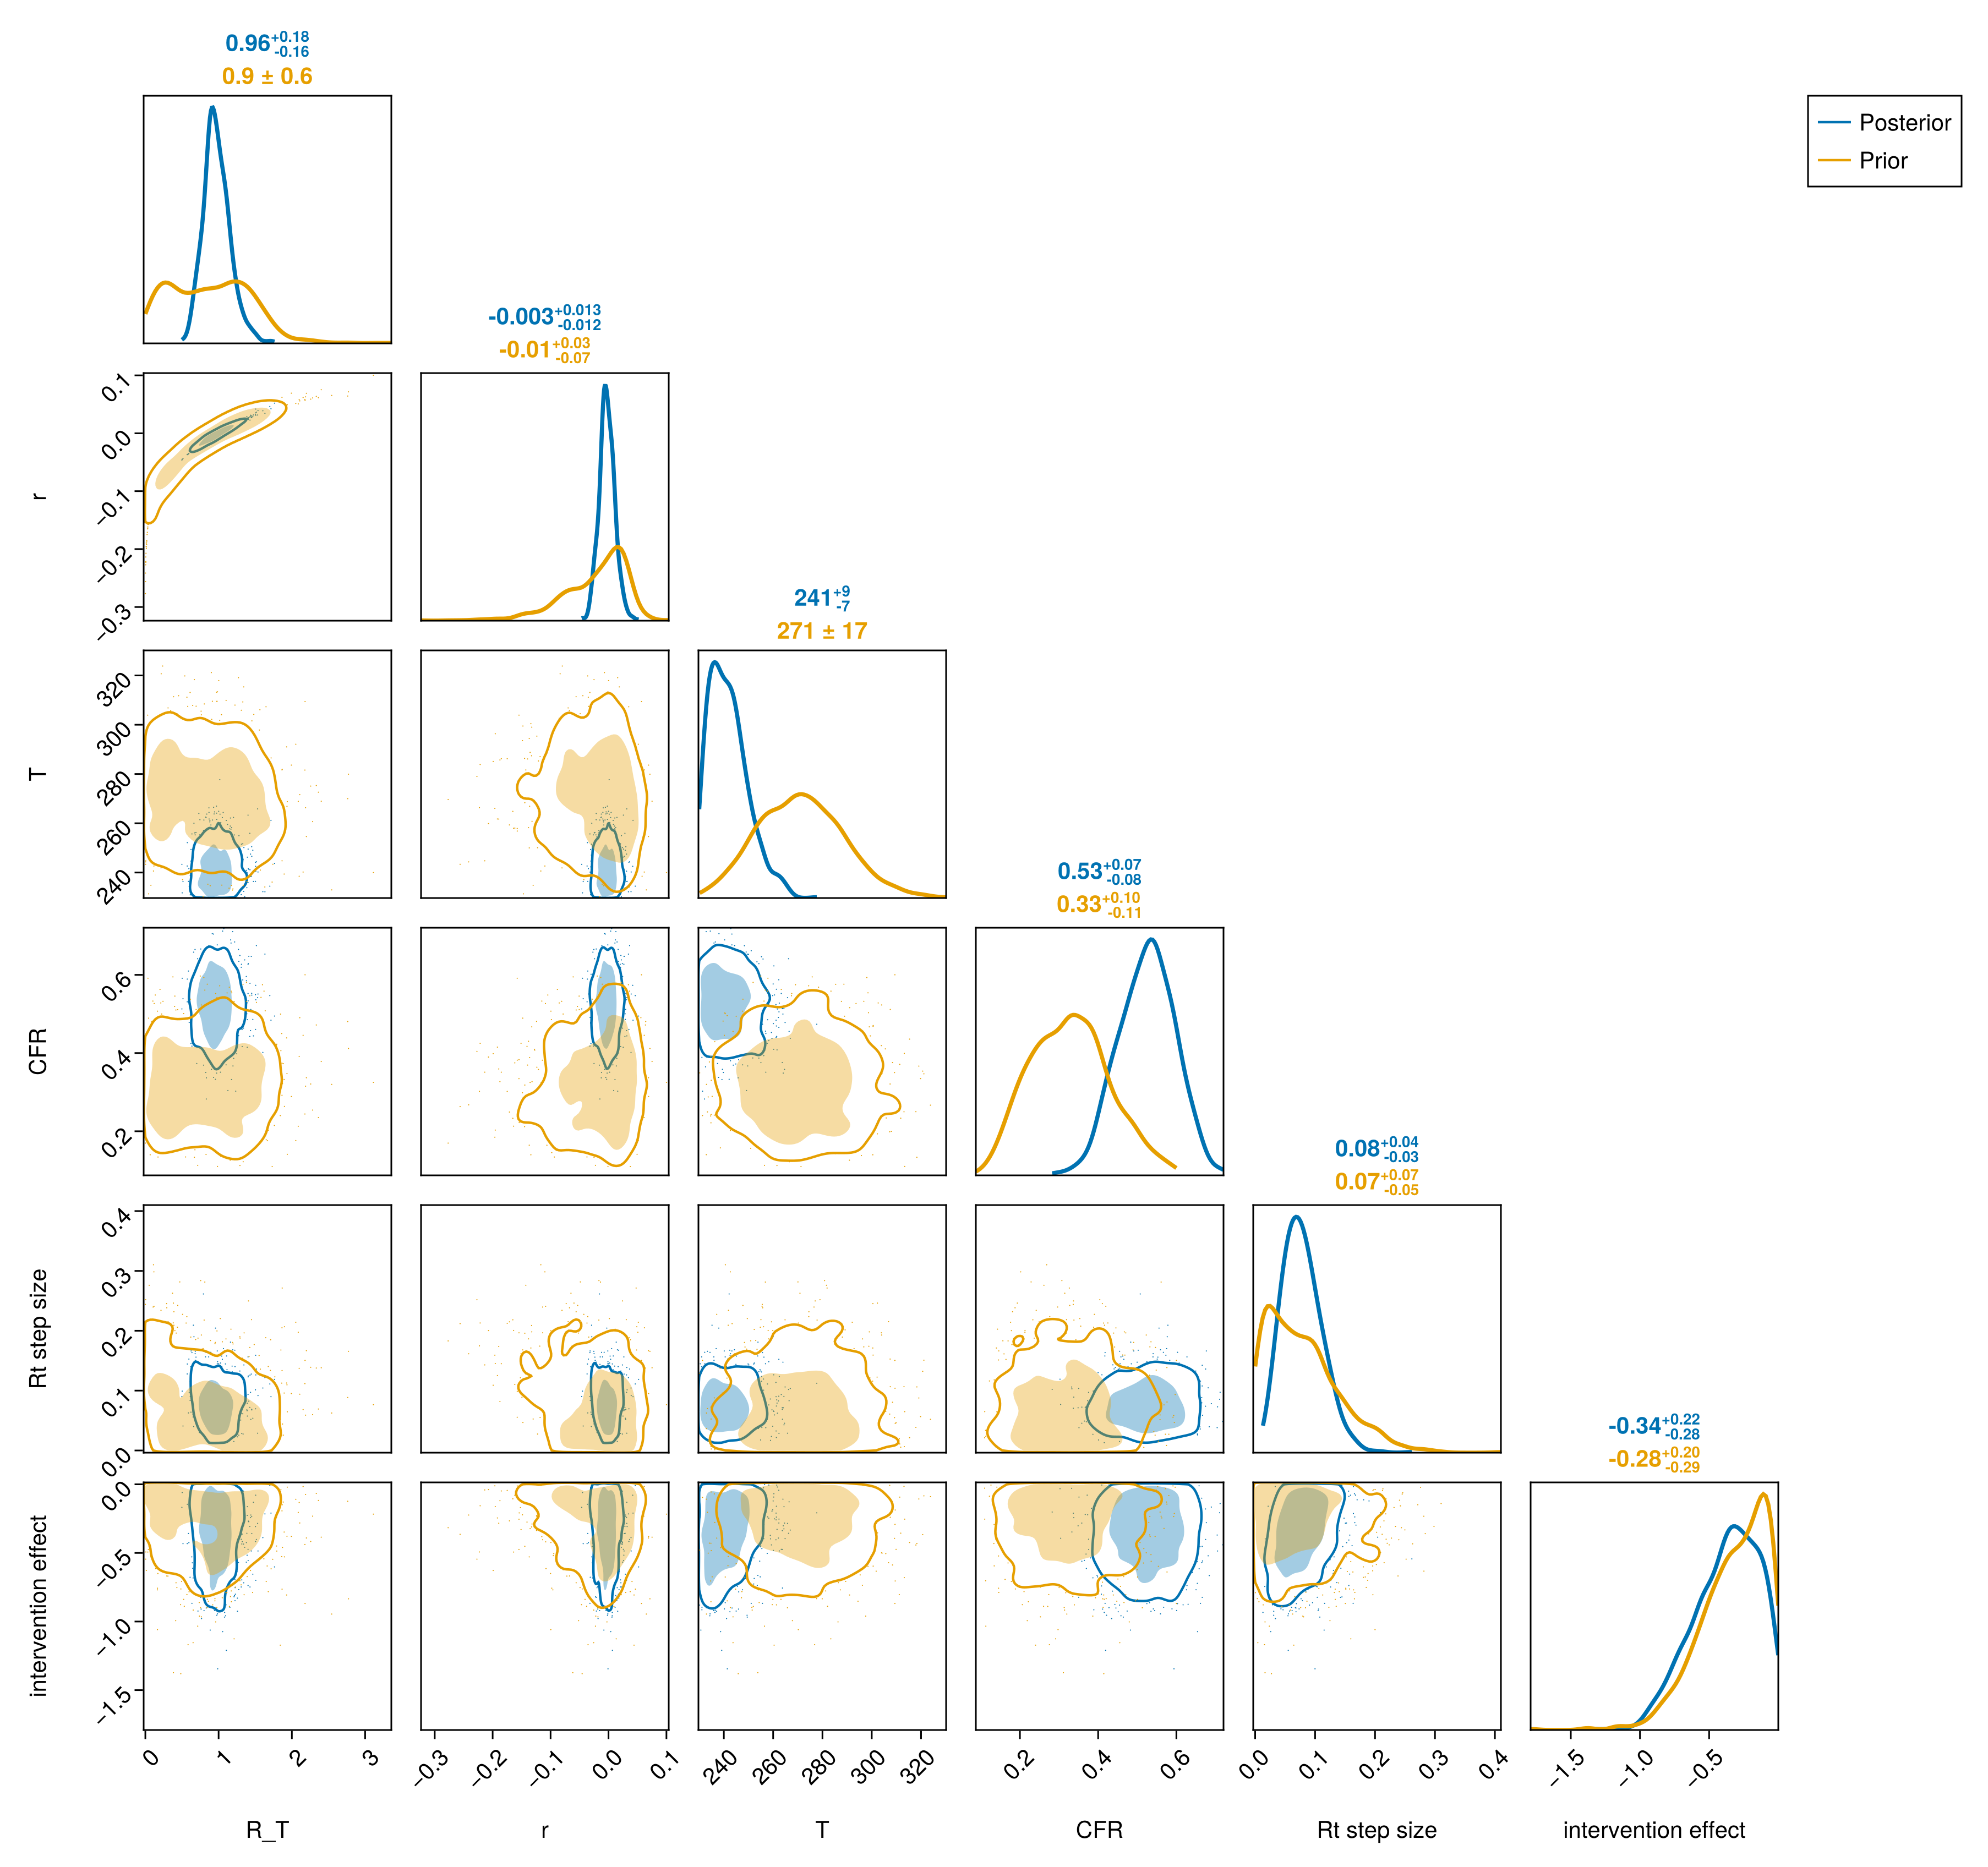 0.96+0.18-0.16
0.9 ± 0.6
Posterior
Prior
-0.003+0.013-0.012
-0.01+0.03-0.07
r
0.1
0.0
−0.1
−0.2
−0.3
241+9-7
271 ± 17
T
320
300
280
260
240
0.53+0.07-0.08
0.33+0.10-0.11
CFR
0.6
0.4
0.2
0.08+0.04-0.03
0.07+0.07-0.05
Rt step size
0.4
0.3
0.2
0.1
0.0
-0.34+0.22-0.28
-0.28+0.20-0.29
intervention effect
0.0
−0.5
−1.0
−1.5
0 1 2 3
−0.3 −0.2 −0.1 0.0 0.1
240 260 280 300 320
0.2 0.4 0.6
0.0 0.1 0.2 0.3 0.4
−1.5 −1.0 −0.5
R_T
r
T
CFR
Rt step size
intervention effect